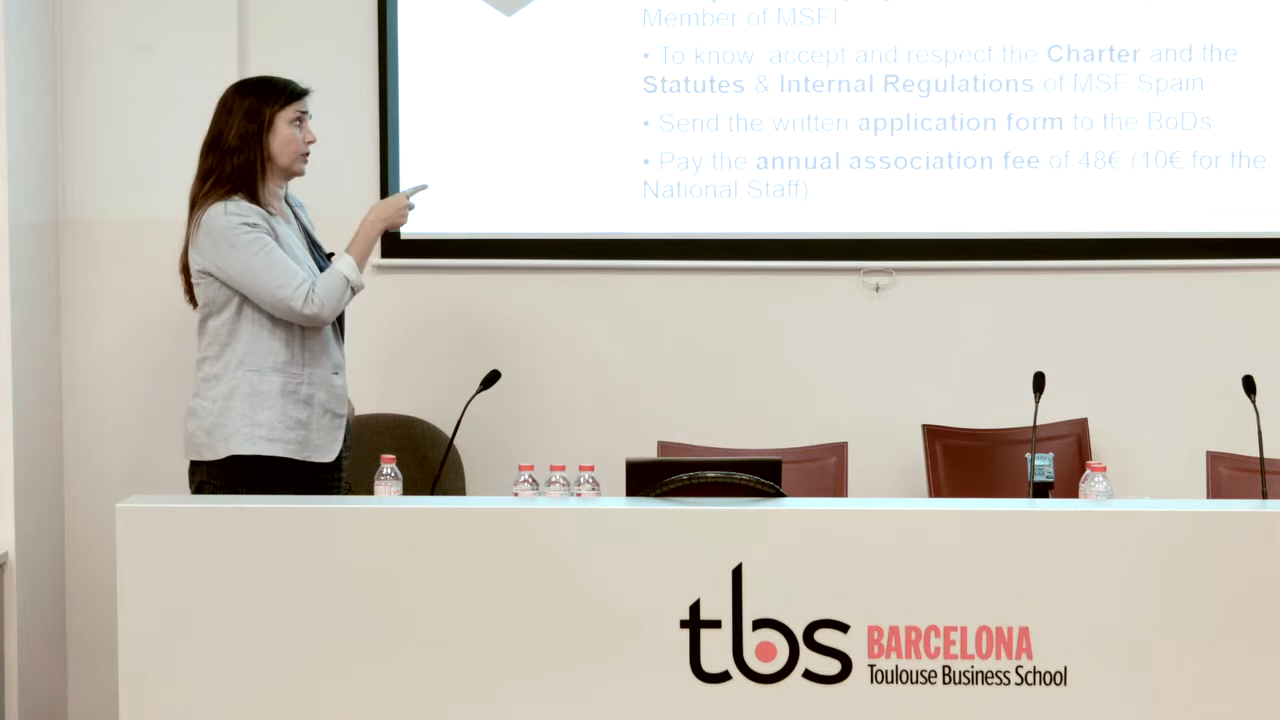 Member of MSF
• To know, accept and respect the Charter and the
Statutes & Internal Regulations of MSF Spain
• Send the written application form to the BoDs
• Pay the annual association fee of 48€ (10€ for the
National Staff)
tbs
BARCELONA
Toulouse Business School